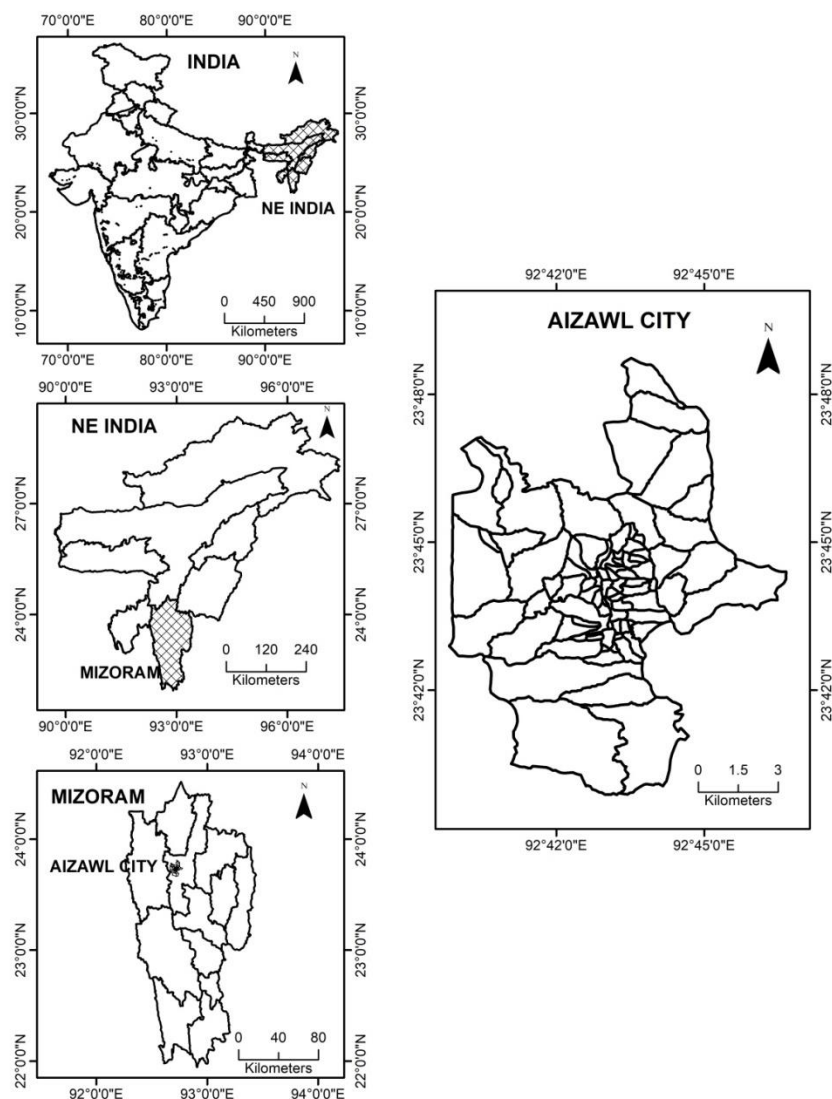 70°0'0"E 80°0'0"E 90°0'0"E
INDIA
N
30°0'0"N
20°0'0"N
10°0'0"N
30°0'0"N
20°0'0"N
10°0'0"N
NE INDIA
0 450 900
Kilometers
70°0'0"E 80°0'0"E 90°0'0"E
90°0'0"E 93°0'0"E 96°0'0"E
NE INDIA
N
27°0'0"N
24°0'0"N
27°0'0"N
24°0'0"N
MIZORAM
0 120 240
Kilometers
90°0'0"E 93°0'0"E 96°0'0"E
92°0'0"E 93°0'0"E 94°0'0"E
MIZORAM
N
AIZAWL CITY
24°0'0"N
23°0'0"N
22°0'0"N
24°0'0"N
23°0'0"N
22°0'0"N
0 40 80
Kilometers
92°0'0"E 93°0'0"E 94°0'0"E
92°42'0"E 92°45'0"E
AIZAWL CITY
N
23°48'0"N
23°45'0"N
23°42'0"N
23°48'0"N
23°45'0"N
23°42'0"N
0 1.5 3
Kilometers
92°42'0"E 92°45'0"E